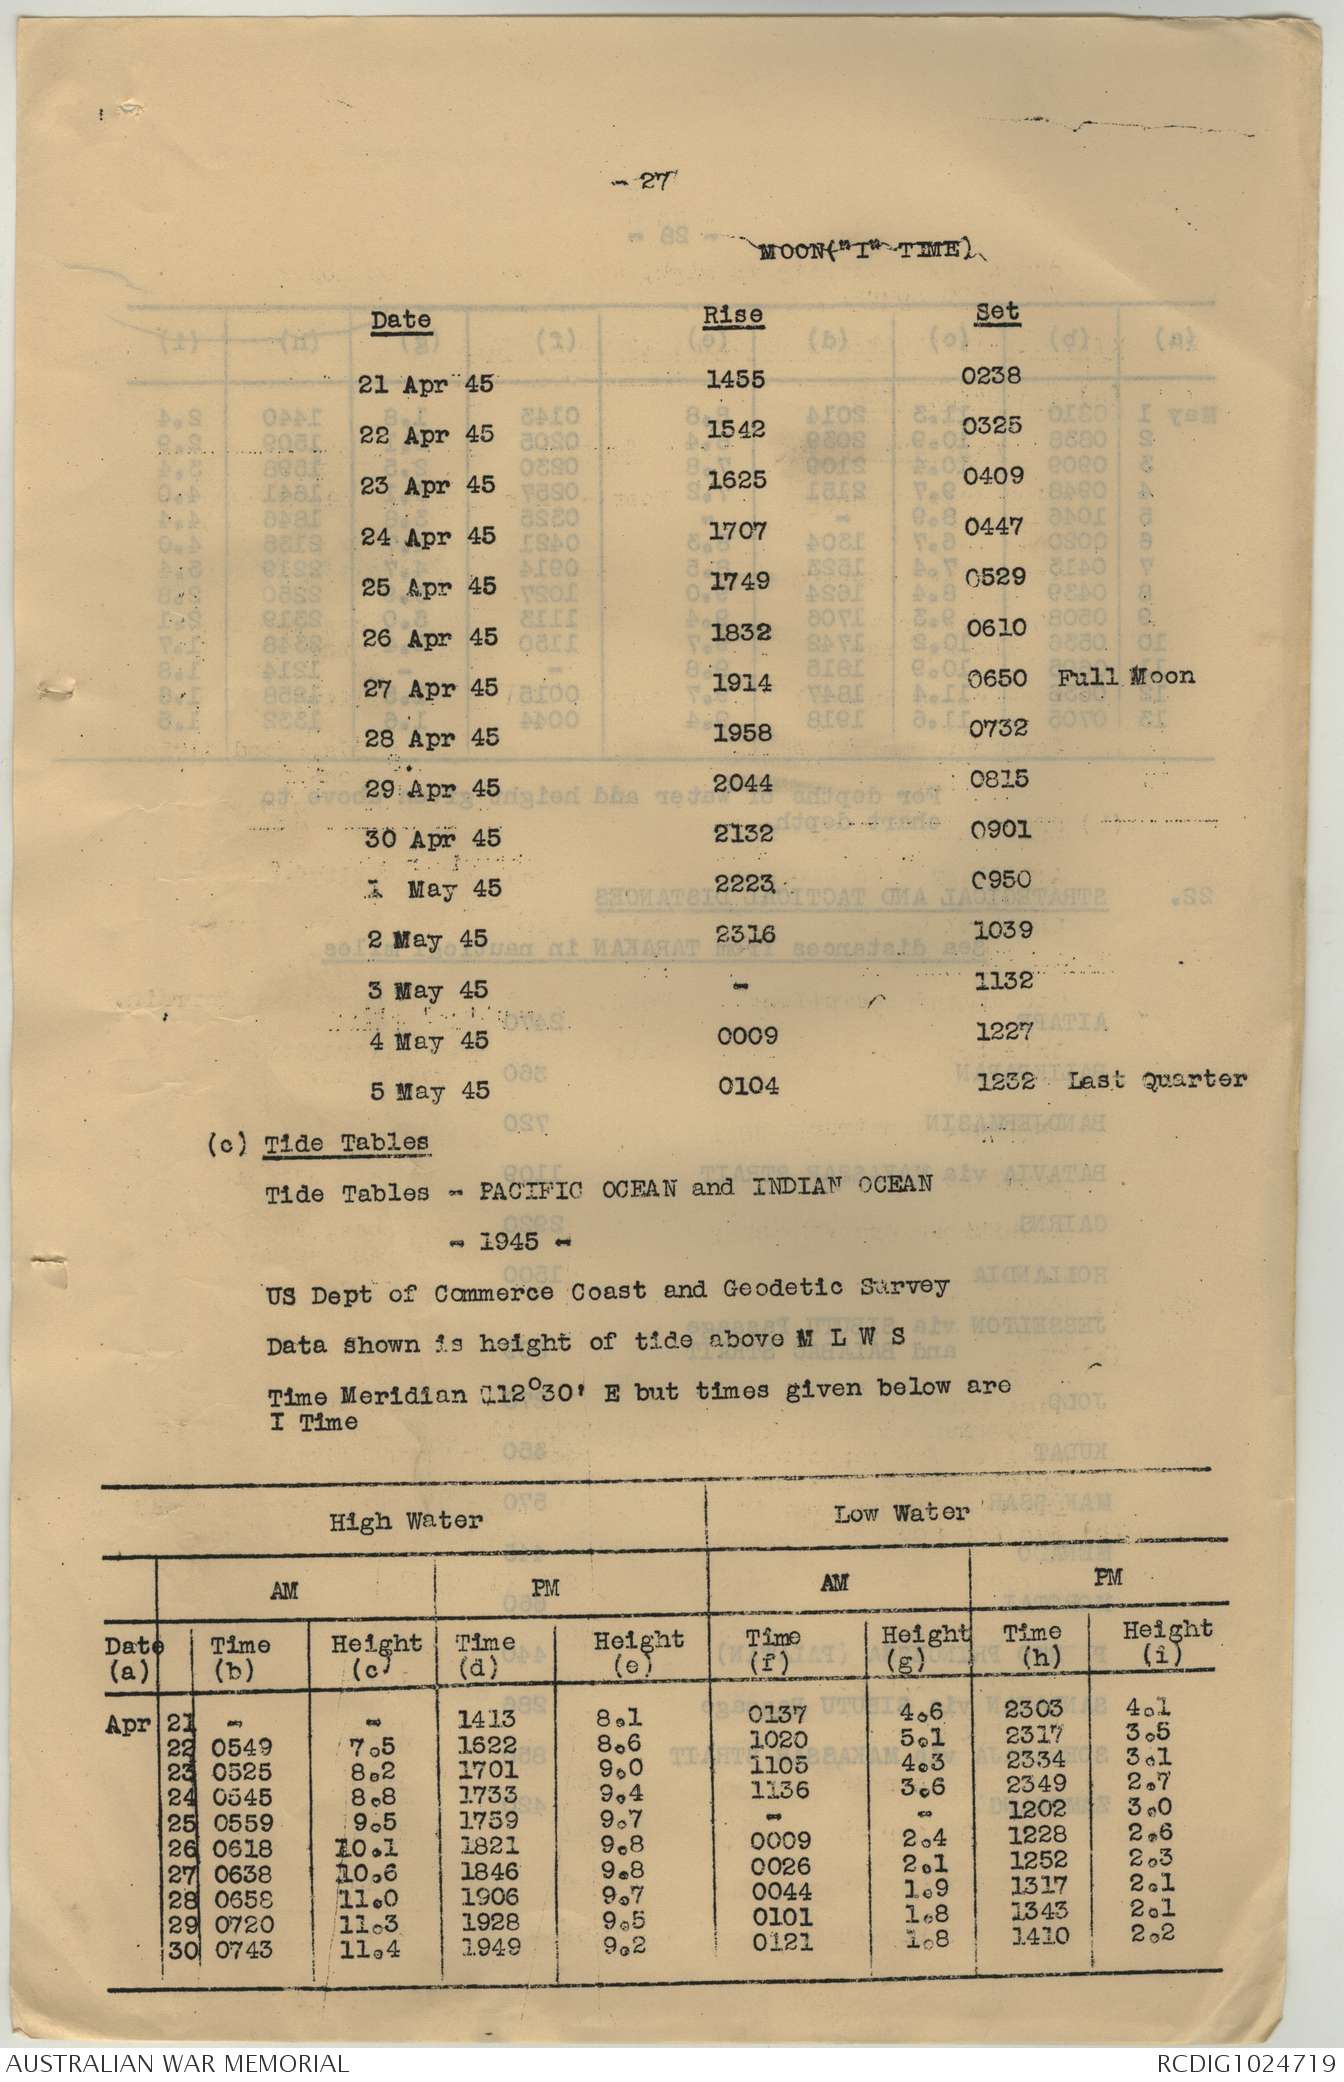 - 27
MOON("I" TIME)
Date Rise Set
21 Apr 45 1455 0238
22 Apr 45 1542 0325
23 Apr 45 1625 0409
24 Apr 45 1707 0447
25 Apr 45 1749 0529
26 Apr 45 1832 0610
27 Apr 45 1914 0650 Full Moon
28 Apr 45 1958 0732
29 Apr 45 2044 0815
30 Apr 45 2132 0901
1 May 45 2223 0950
2 May 45 2316 1039
3 May 45 - 1132
4 May 45 0009 1227
5 May 45 0104 1232 Last Quarter
(c) Tide Tables
Tide Tables - PACIFIC OCEAN and INDIAN OCEAN
- 1945 -
US Dept of Commerce Coast and Geodetic Survey
Data shown is height of tide above M L W S
Time Meridian 112°30' E but times given below are
I Time
High Water Low Water
AM PM AM PM
Date Time Height Time Height Time Height Time Height
(a) (b) (c) (d) (e) (f) (g) (h) (i)
Apr 21 - - 1413 8.1 0137 4.6 2303 4.1
22 0549 7.5 1622 8.6 1020 5.1 2317 3.5
23 0525 8.2 1701 9.0 1105 4.3 2334 3.1
24 0545 8.8 1733 9.4 1136 3.6 2349 2.7
25 0559 9.5 1759 9.7 - - 1202 3.0
26 0618 10.1 1821 9.8 0009 2.4 1228 2.6
27 0638 10.6 1846 9.8 0026 2.1 1252 2.3
28 0658 11.0 1906 9.7 0044 1.9 1317 2.1
29 0720 11.3 1928 9.5 0101 1.8 1343 2.1
30 0743 11.4 1949 9.2 0121 1.8 1410 2.2
AUSTRALIAN WAR MEMORIAL RCDIG1024719